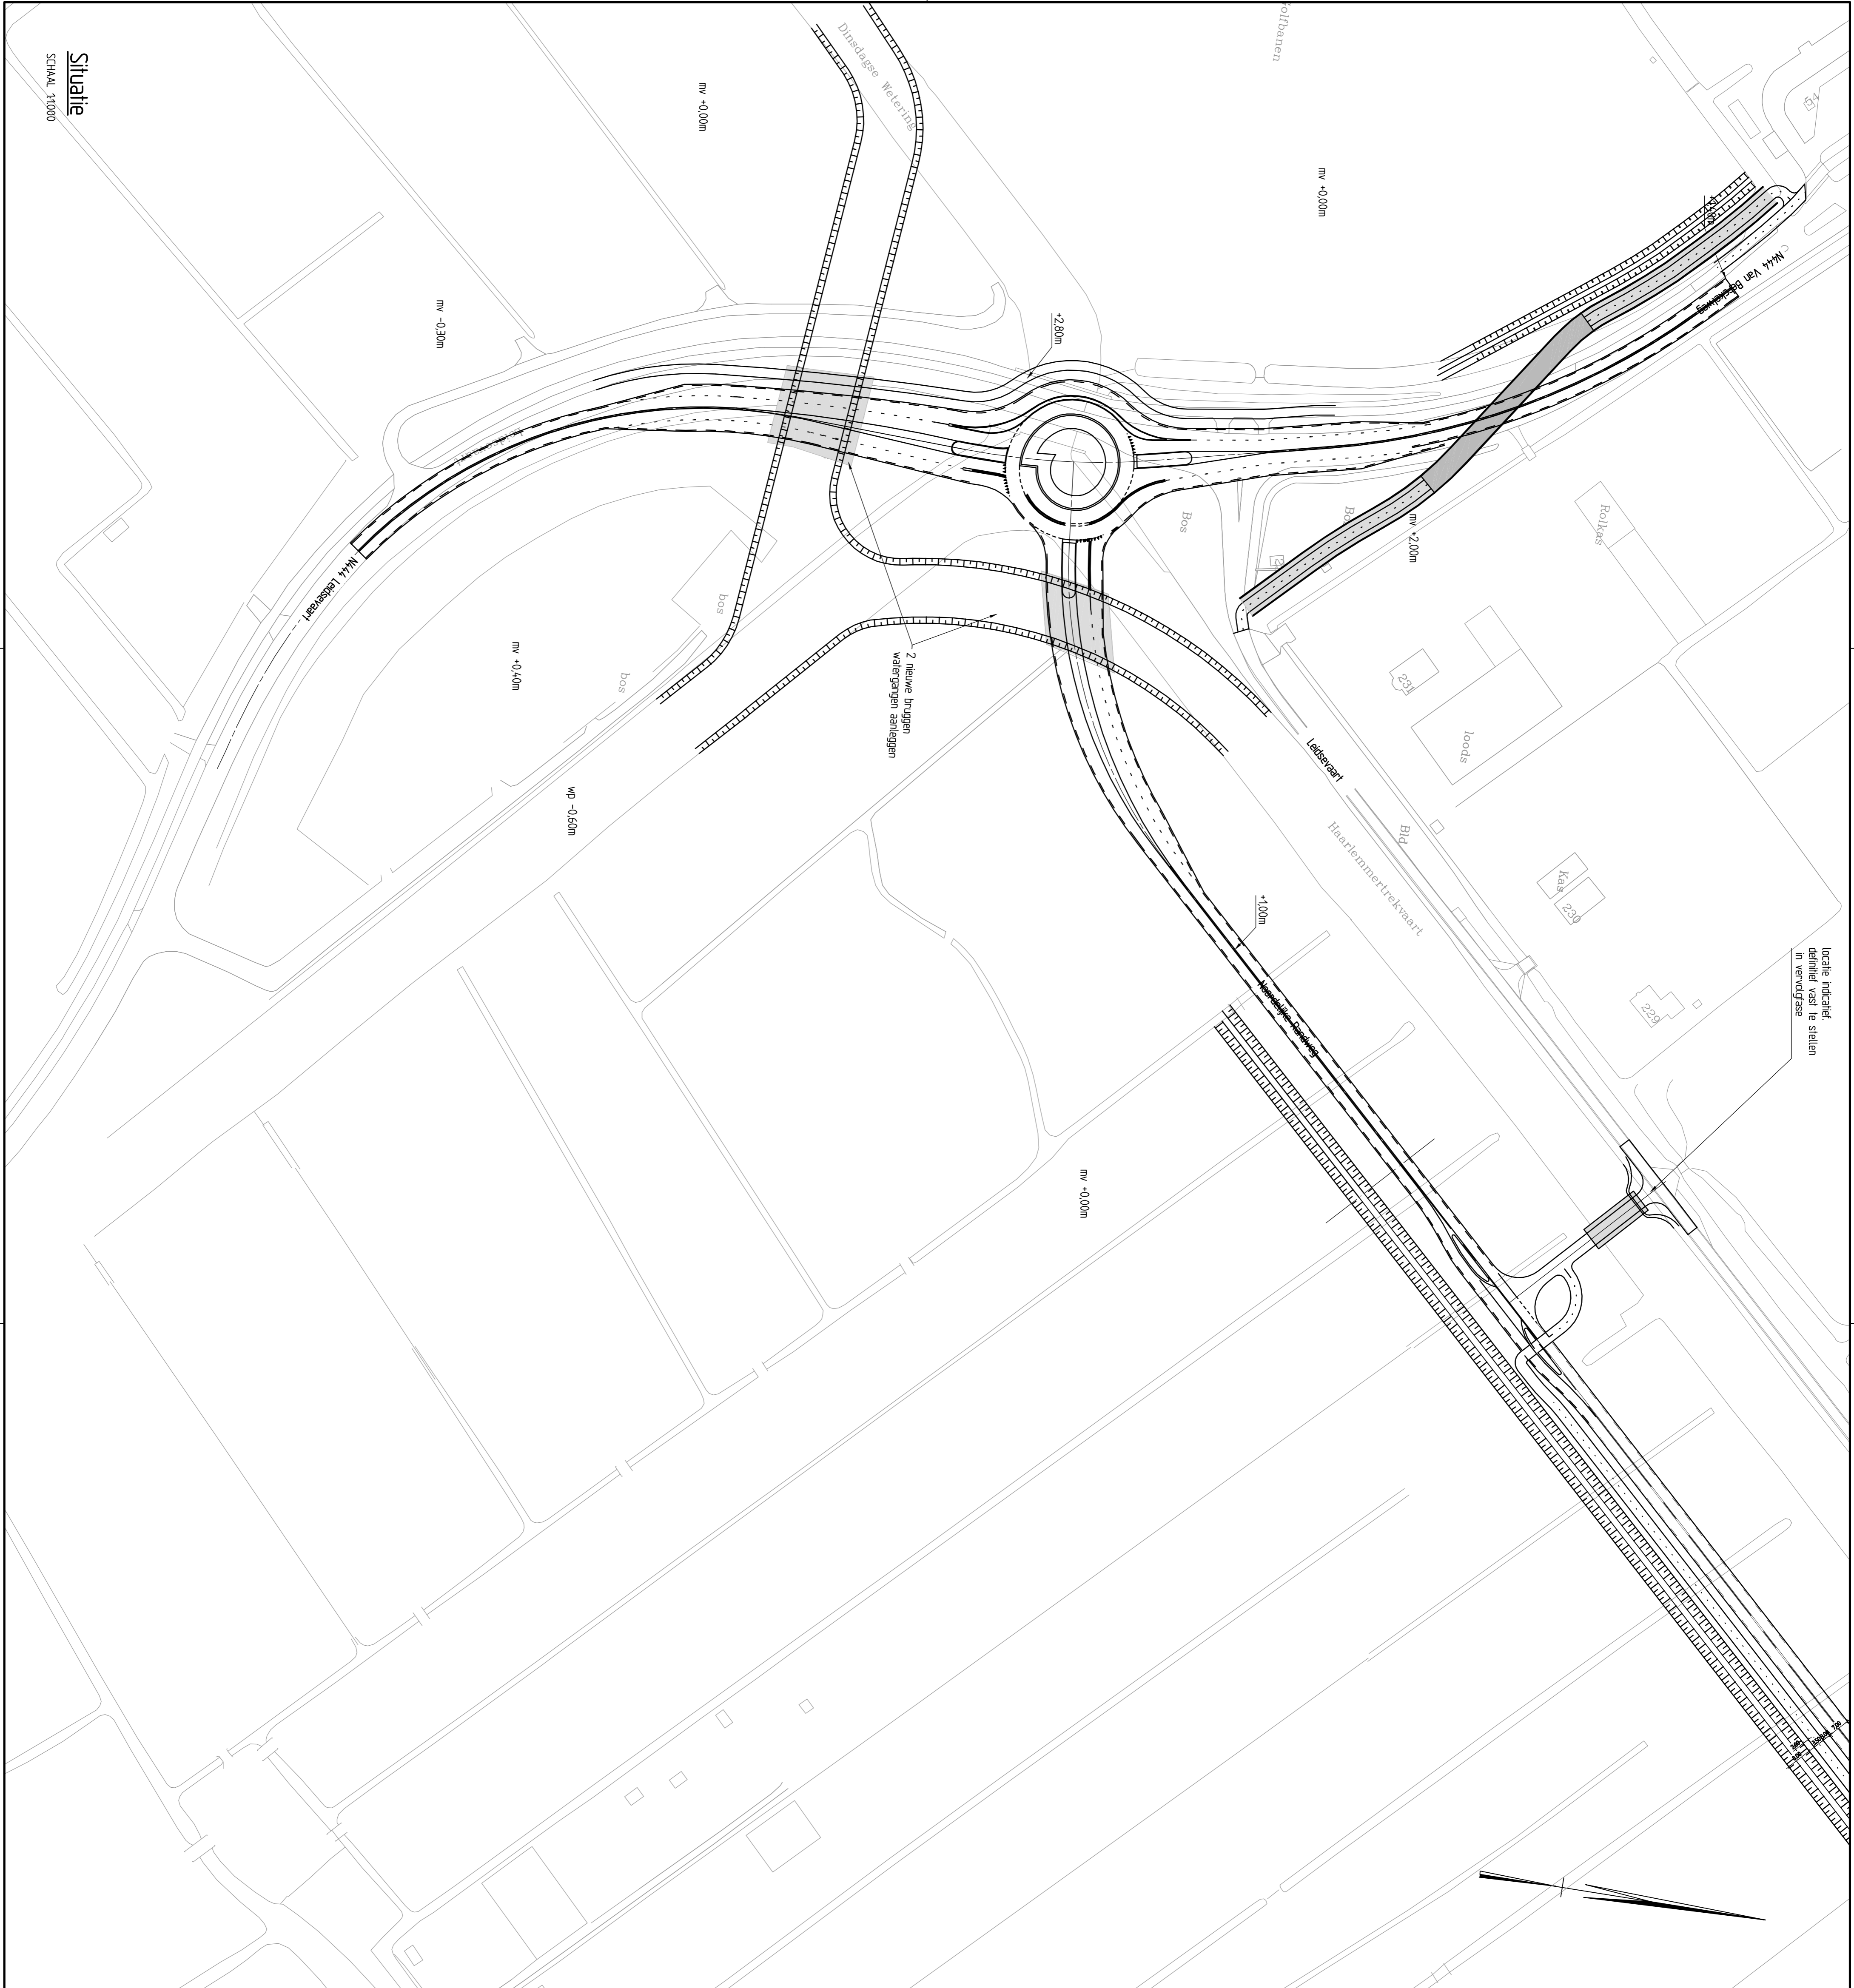 Situatie
SCHAAL 1:1000
Dinsdagse Wetering
mv +0,00m
mv +0,00m
mv -0,30m
+2,80m
N444 Van Berckelweg
54
Bos
mv +2,00m
Rolkas
231
loods
N444 Leidsevaart
bos
bos
mv +0,40m
2 nieuwe bruggen
watergangen aanleggen
wp -0,60m
Leidsevaart
Haarlemmertrekvaart
Bld
Kas
230
229
+1,00m
Noordelijke Randweg
locatie indicatief.
definitief vast te stellen
in vervolgfase
mv +0,00m